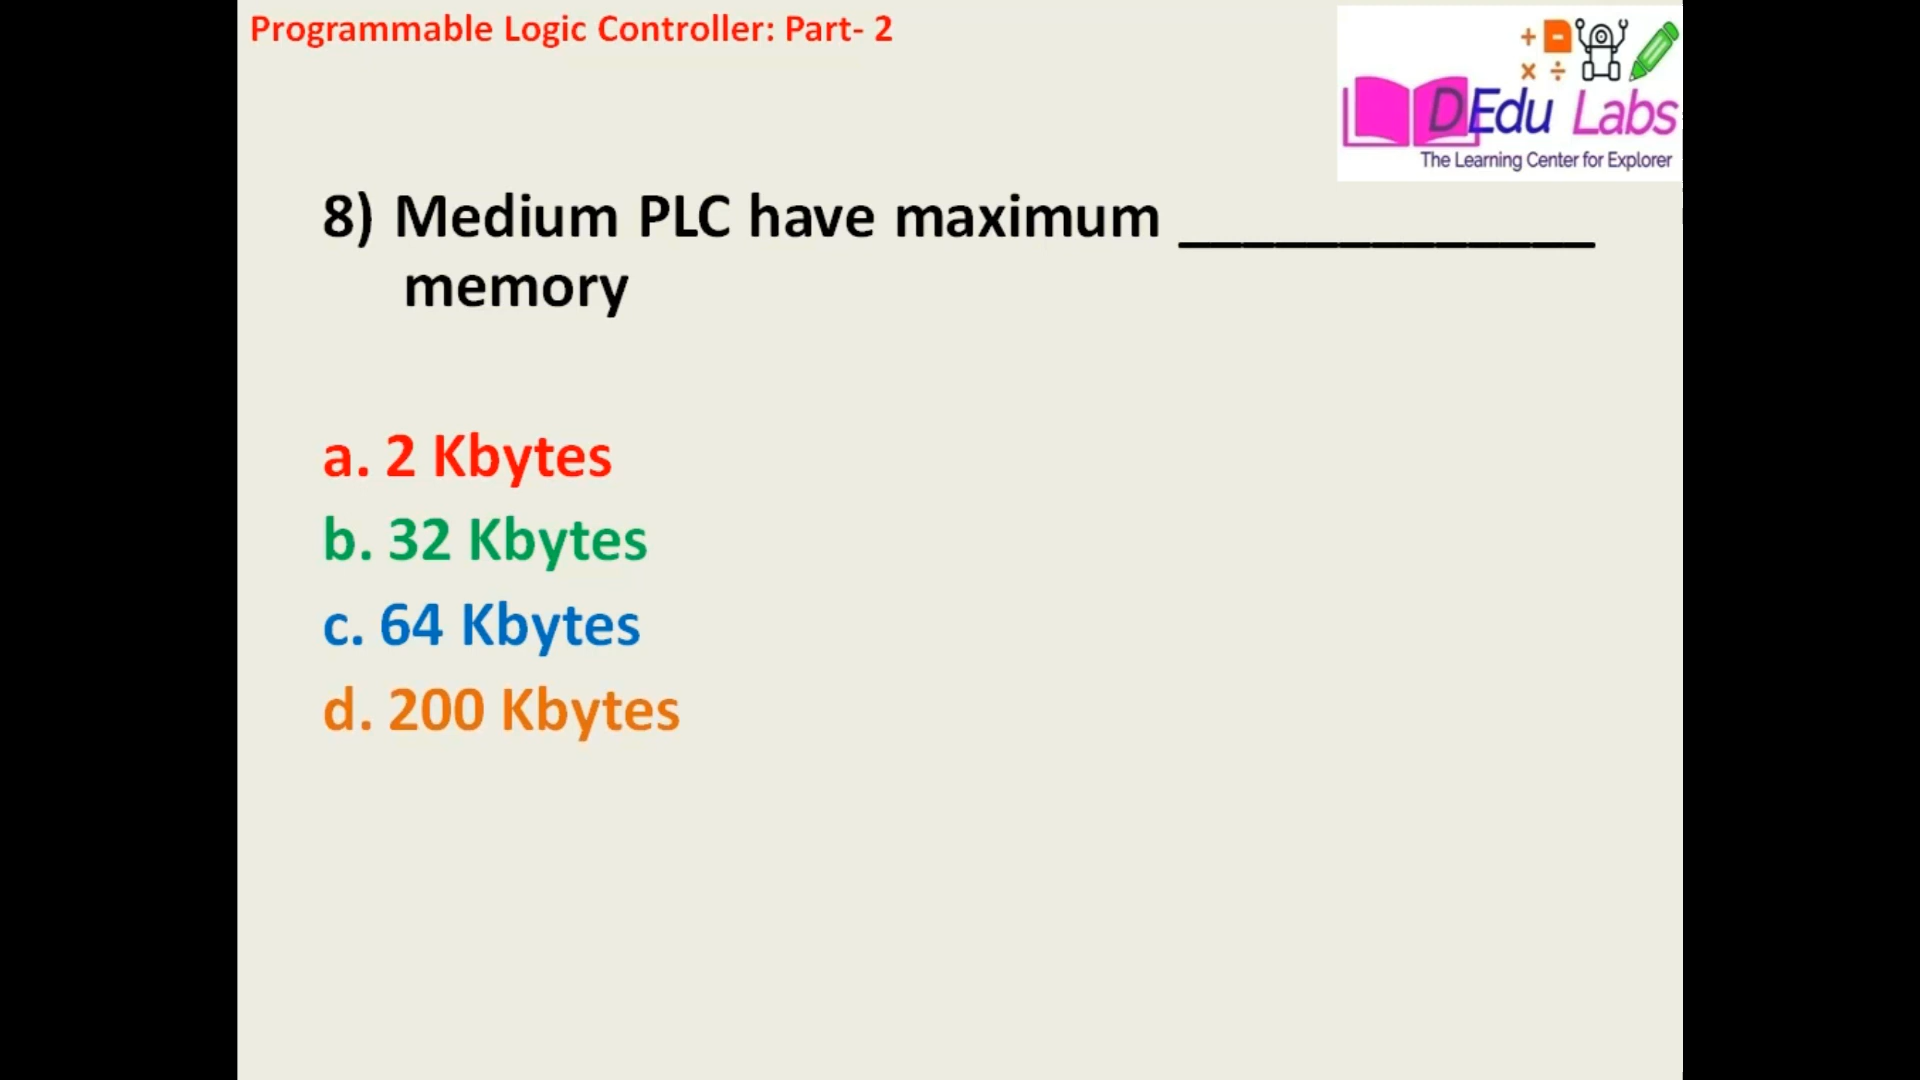 Programmable Logic Controller: Part- 2
+ -
x ÷
DEdu Labs
The Learning Center for Explorer
8) Medium PLC have maximum _____________
memory
a. 2 Kbytes
b. 32 Kbytes
c. 64 Kbytes
d. 200 Kbytes